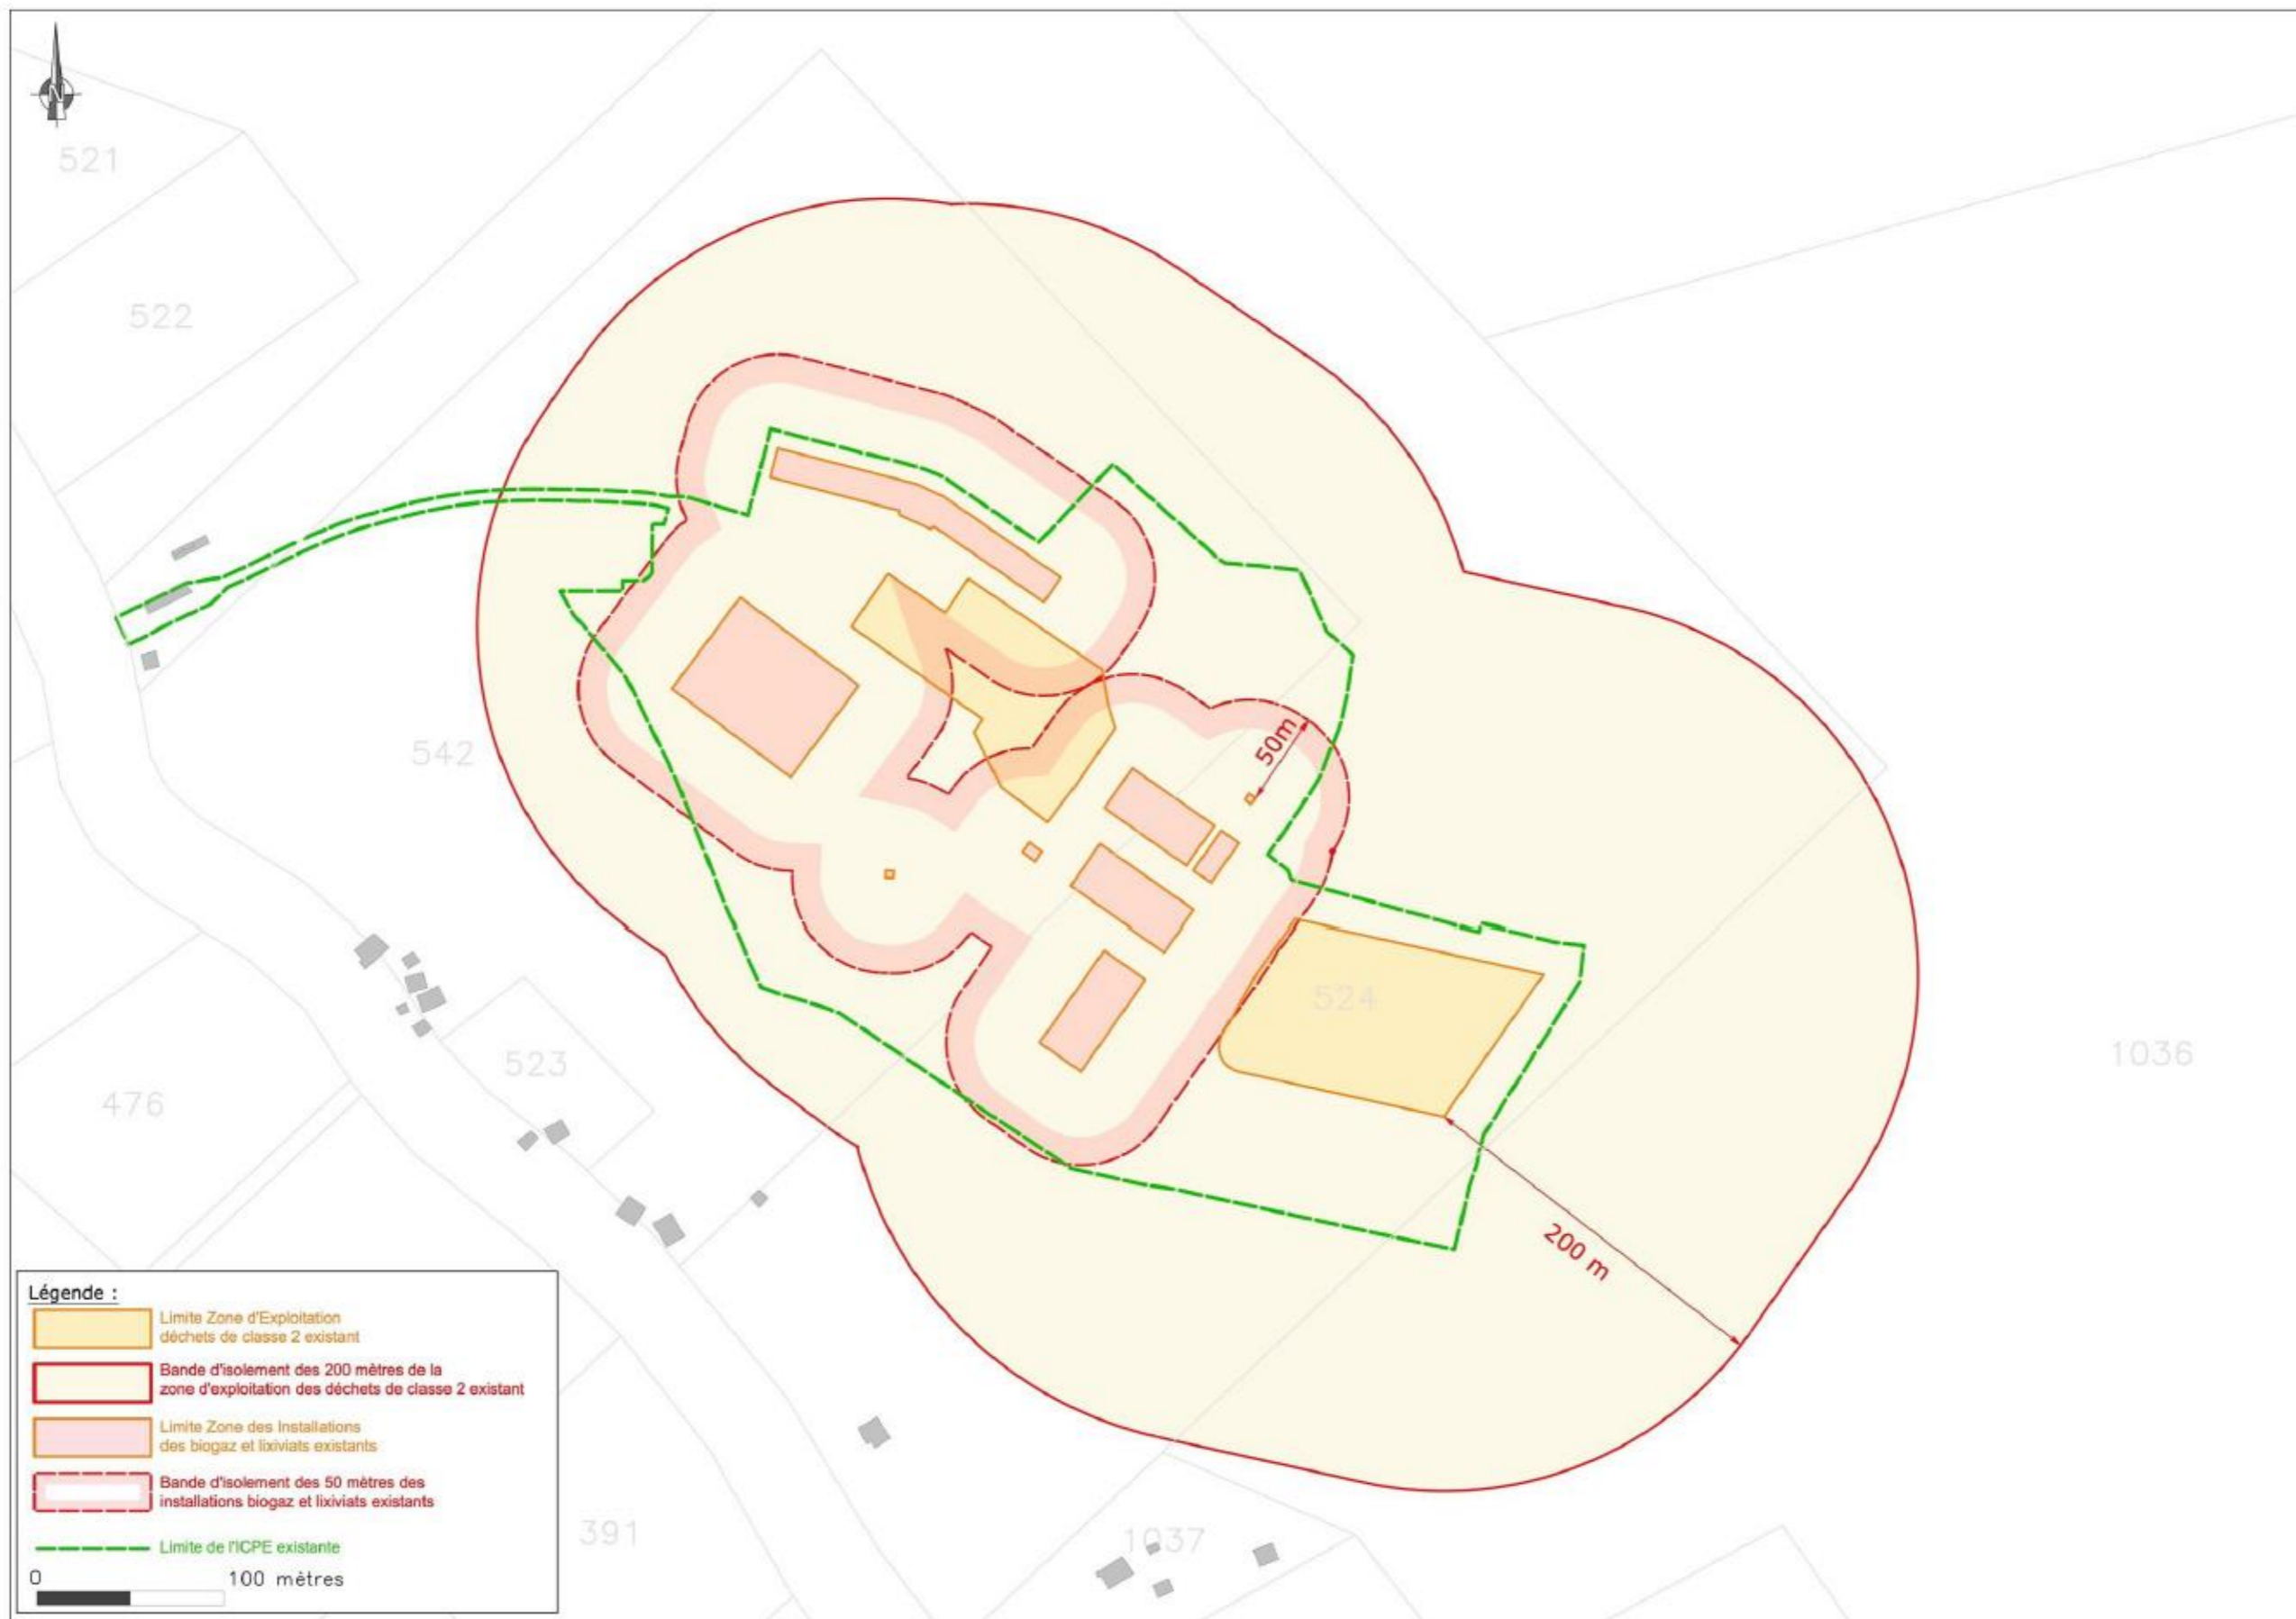 N
521
522
542
50m
524
1036
523
476
200 m
391
1037
Légende :
Limite Zone d'Exploitation
déchets de classe 2 existant
Bande d'isolement des 200 mètres de la
zone d'exploitation des déchets de classe 2 existant
Limite Zone des Installations
des biogaz et lixiviats existants
Bande d'isolement des 50 mètres des
installations biogaz et lixiviats existants
Limite de l'ICPE existante
0 100 mètres